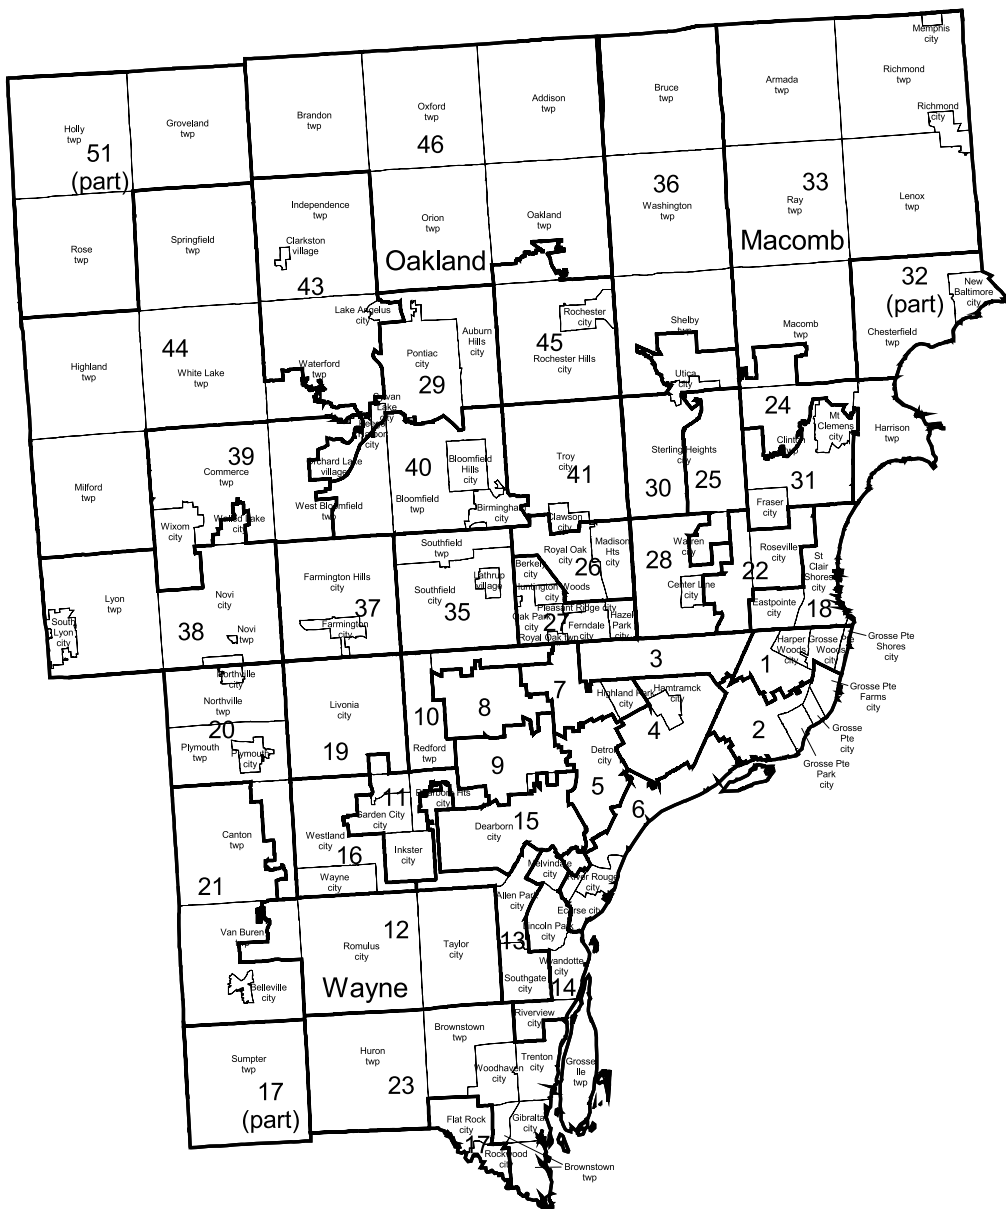 Memphis
city
Holly
twp
51
(part)
Groveland
twp
Brandon
twp
Oxford
twp
46
Addison
twp
Bruce
twp
Armada
twp
Richmond
twp
Richmond
city
Rose
twp
Springfield
twp
Independence
twp
Clarkston
village
43
Orion
twp
Oakland
Oakland
twp
36
Washington
twp
33
Ray
twp
Macomb
Lenox
twp
32
(part)
New
Baltimore
city
Chesterfield
twp
Highland
twp
44
White Lake
twp
Lake Angelus
city
Waterford
twp
Pontiac
city
29
Auburn
Hills
city
Rochester
city
45
Rochester Hills
city
Shelby
twp
Utica
city
Macomb
twp
Sylvan
Lake
city
Keego
Harbor
city
24
Mt
Clemens
city
Clinton
twp
31
Harrison
twp
Milford
twp
39
Commerce
twp
Wixom
city
Walled Lake
city
Orchard Lake
village
West Bloomfield
twp
40
Bloomfield
twp
Bloomfield
Hills
city
Birmingham
city
Troy
city
41
Clawson
city
Sterling Heights
city
30
25
Fraser
city
Lyon
twp
South
Lyon
city
Novi
city
38
Novi
twp
Farmington Hills
city
37
Farmington
city
Southfield
twp
Southfield
city
35
Lathrup
village
Royal Oak
city
Madison
Hts
city
26
Berkley
city
Huntington Woods
city
Pleasant Ridge city
Oak Park
city
27
Ferndale
city
Hazel
Park
city
Royal Oak twp
28
Warren
city
Center Line
city
22
Roseville
city
St
Clair
Shores
city
Eastpointe
city
18
Northville
city
Northville
twp
20
Plymouth
twp
Plymouth
city
Livonia
city
19
10
Redford
twp
8
7
3
1
Harper
Woods
city
Grosse Pte
Woods
city
Grosse Pte
Shores
city
Grosse Pte
Farms
city
Highland Park
city
Hamtramck
city
4
2
Grosse
Pte
city
Grosse Pte
Park
city
9
Detroit
city
5
6
11
Garden City
city
Dearborn Hts
city
15
Dearborn
city
Canton
twp
21
Westland
city
16
Inkster
city
Wayne
city
Melvindale
city
River Rouge
city
Allen Park
city
Ecorse city
Lincoln Park
city
13
Van Buren
twp
Belleville
city
Romulus
city
12
Wayne
Taylor
city
Southgate
city
Wyandotte
city
14
Riverview
city
Sumpter
twp
17
(part)
Huron
twp
23
Brownstown
twp
Woodhaven
city
Trenton
city
Grosse
Ile
twp
Flat Rock
city
17
Gibraltar
city
Rockwood
city
Brownstown
twp